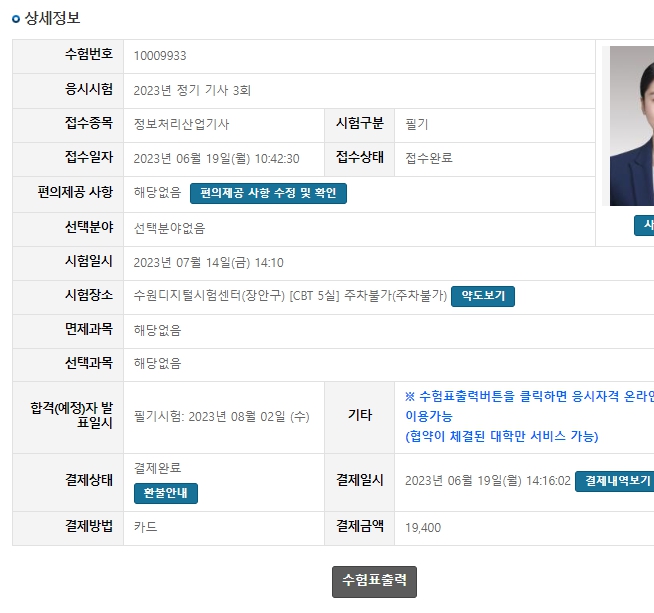 상세정보
수험번호 10009933
응시시험 2023년 정기 기사 3회
접수종목 정보처리산업기사 시험구분 필기
접수일자 2023년 06월 19일(월) 10:42:30 접수상태 접수완료
편의제공 사항 해당없음 편의제공 사항 수정 및 확인
선택분야 선택분야없음
사
시험일시 2023년 07월 14일(금) 14:10
시험장소 수원디지털시험센터(장안구) [CBT 5실] 주차불가(주차불가) 약도보기
면제과목 해당없음
선택과목 해당없음
합격(예정)자 발
표일시
필기시험: 2023년 08월 02일 (수)
기타
※ 수험표출력버튼을 클릭하면 응시자격 온라인
이용가능
(협약이 체결된 대학만 서비스 가능)
결제상태 결제완료
환불안내
결제일시 2023년 06월 19일(월) 14:16:02 결제내역보기
결제방법 카드 결제금액 19,400
수험표출력